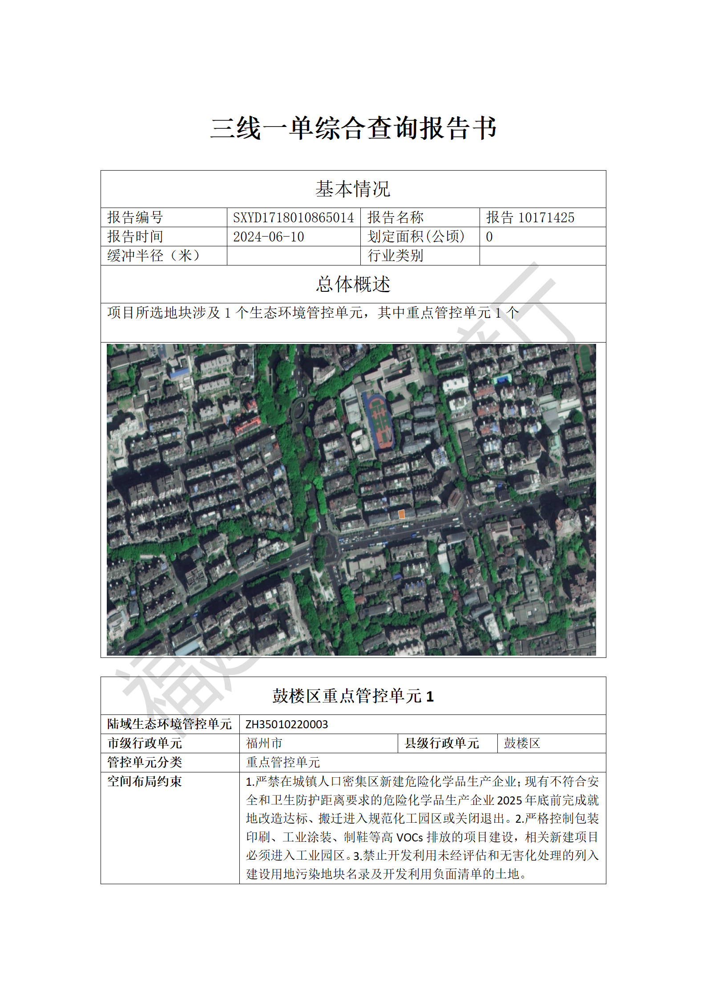 三线一单综合查询报告书
基本情况
报告编号 SXYD1718010865014 报告名称 报告 10171425
报告时间 2024-06-10 划定面积(公顷) 0
缓冲半径（米） 行业类别
总体概述
项目所选地块涉及 1 个生态环境管控单元，其中重点管控单元 1 个
鼓楼区重点管控单元 1
陆域生态环境管控单元 ZH35010220003
市级行政单元 福州市 县级行政单元 鼓楼区
管控单元分类 重点管控单元
空间布局约束 1.严禁在城镇人口密集区新建危险化学品生产企业；现有不符合安
全和卫生防护距离要求的危险化学品生产企业 2025 年底前完成就
地改造达标、搬迁进入规范化工园区或关闭退出。2.严格控制包装
印刷、工业涂装、制鞋等高 VOCs 排放的项目建设，相关新建项目
必须进入工业园区。3.禁止开发利用未经评估和无害化处理的列入
建设用地污染地块名录及开发利用负面清单的土地。